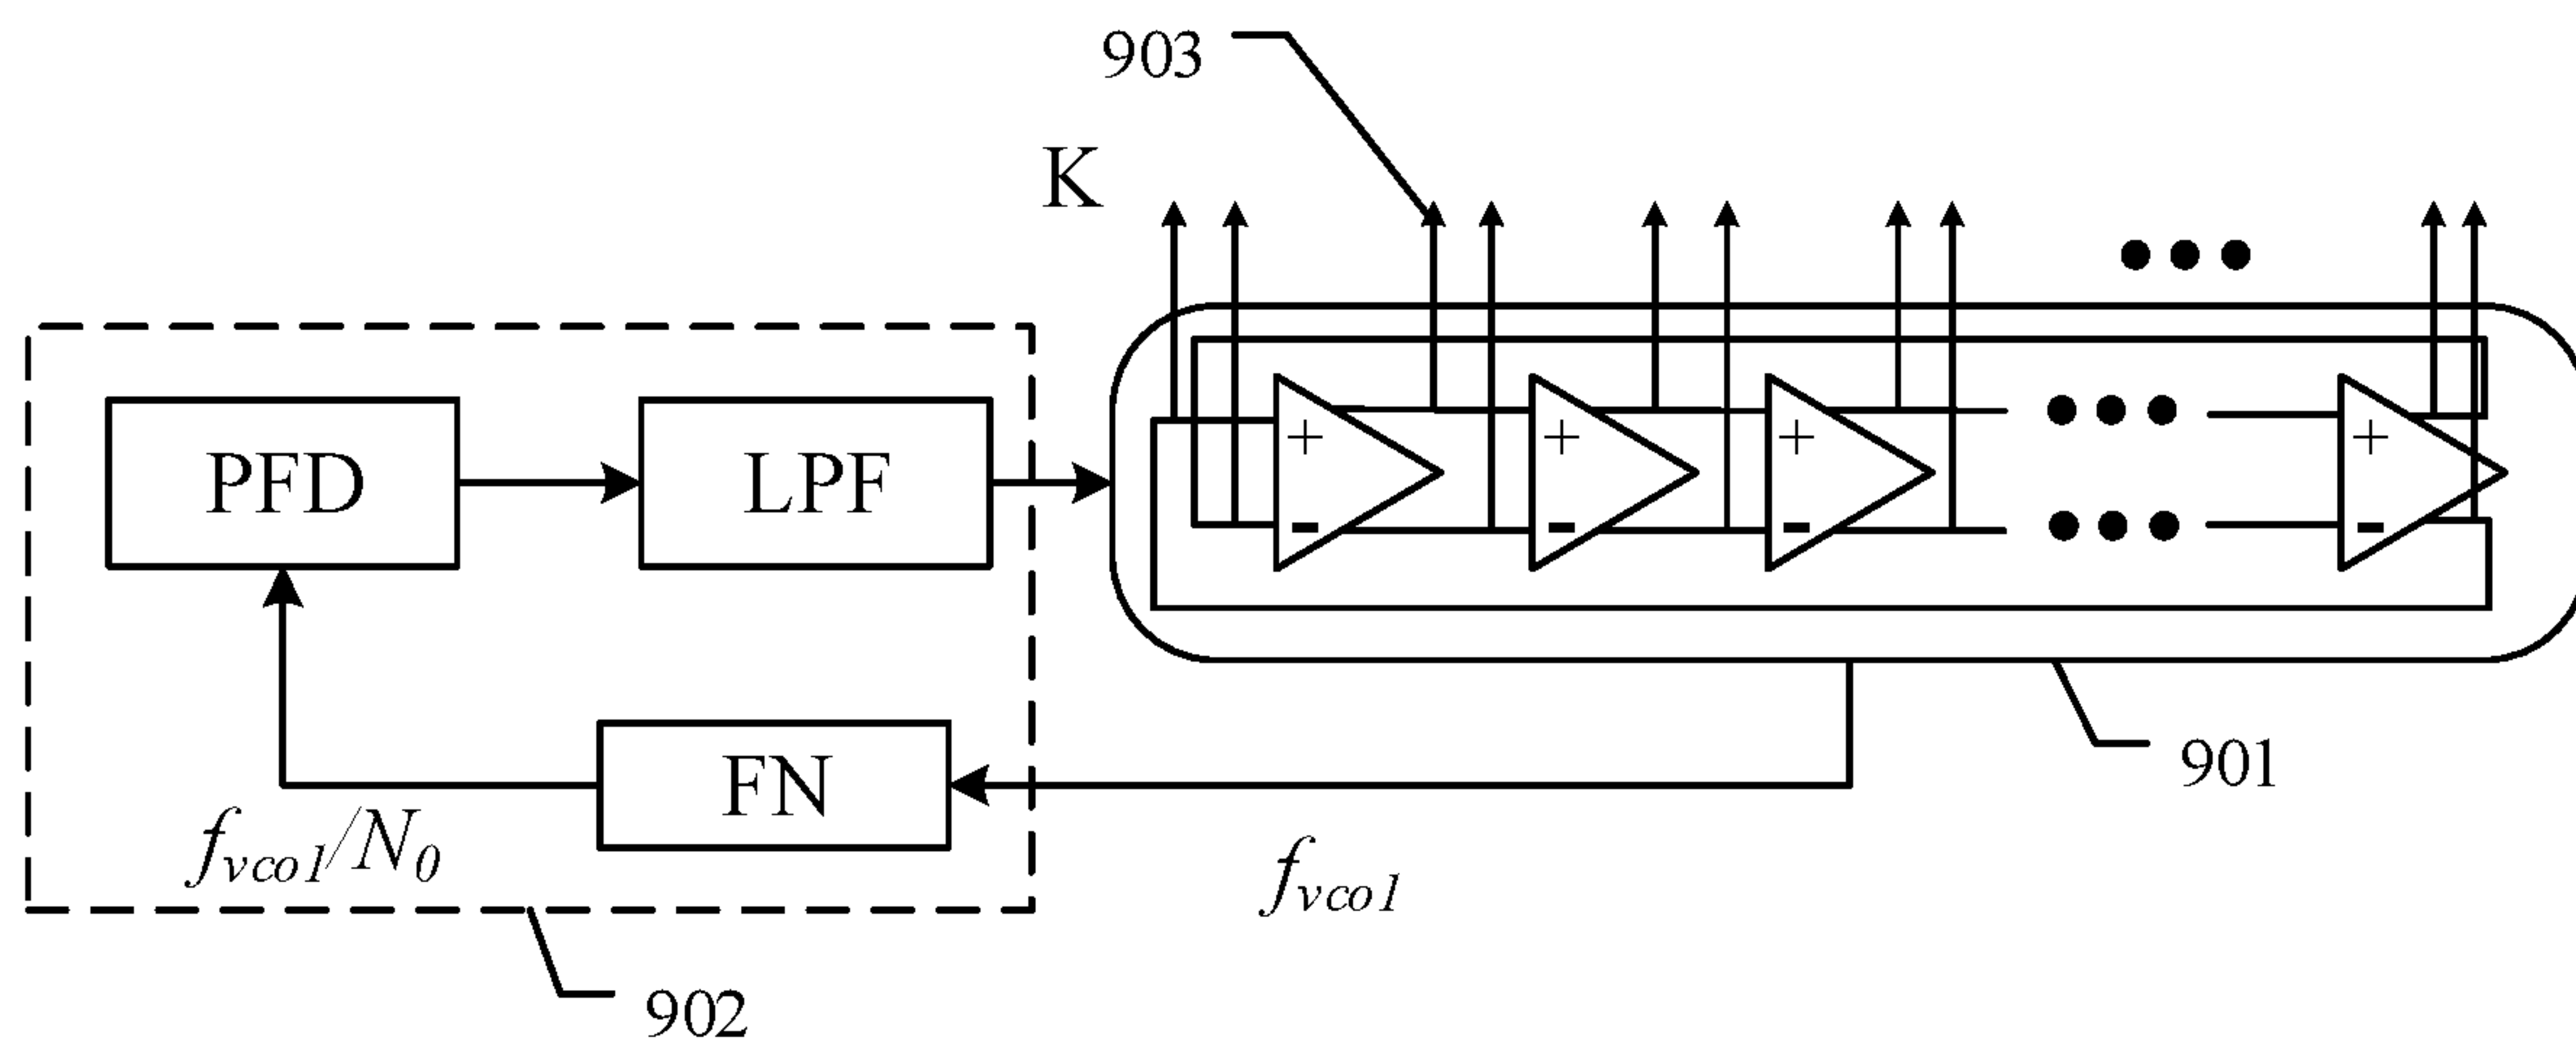 903
K
PFD
LPF
+
+
+
+
-
-
-
-
FN
901
fvco1/N0
fvco1
902